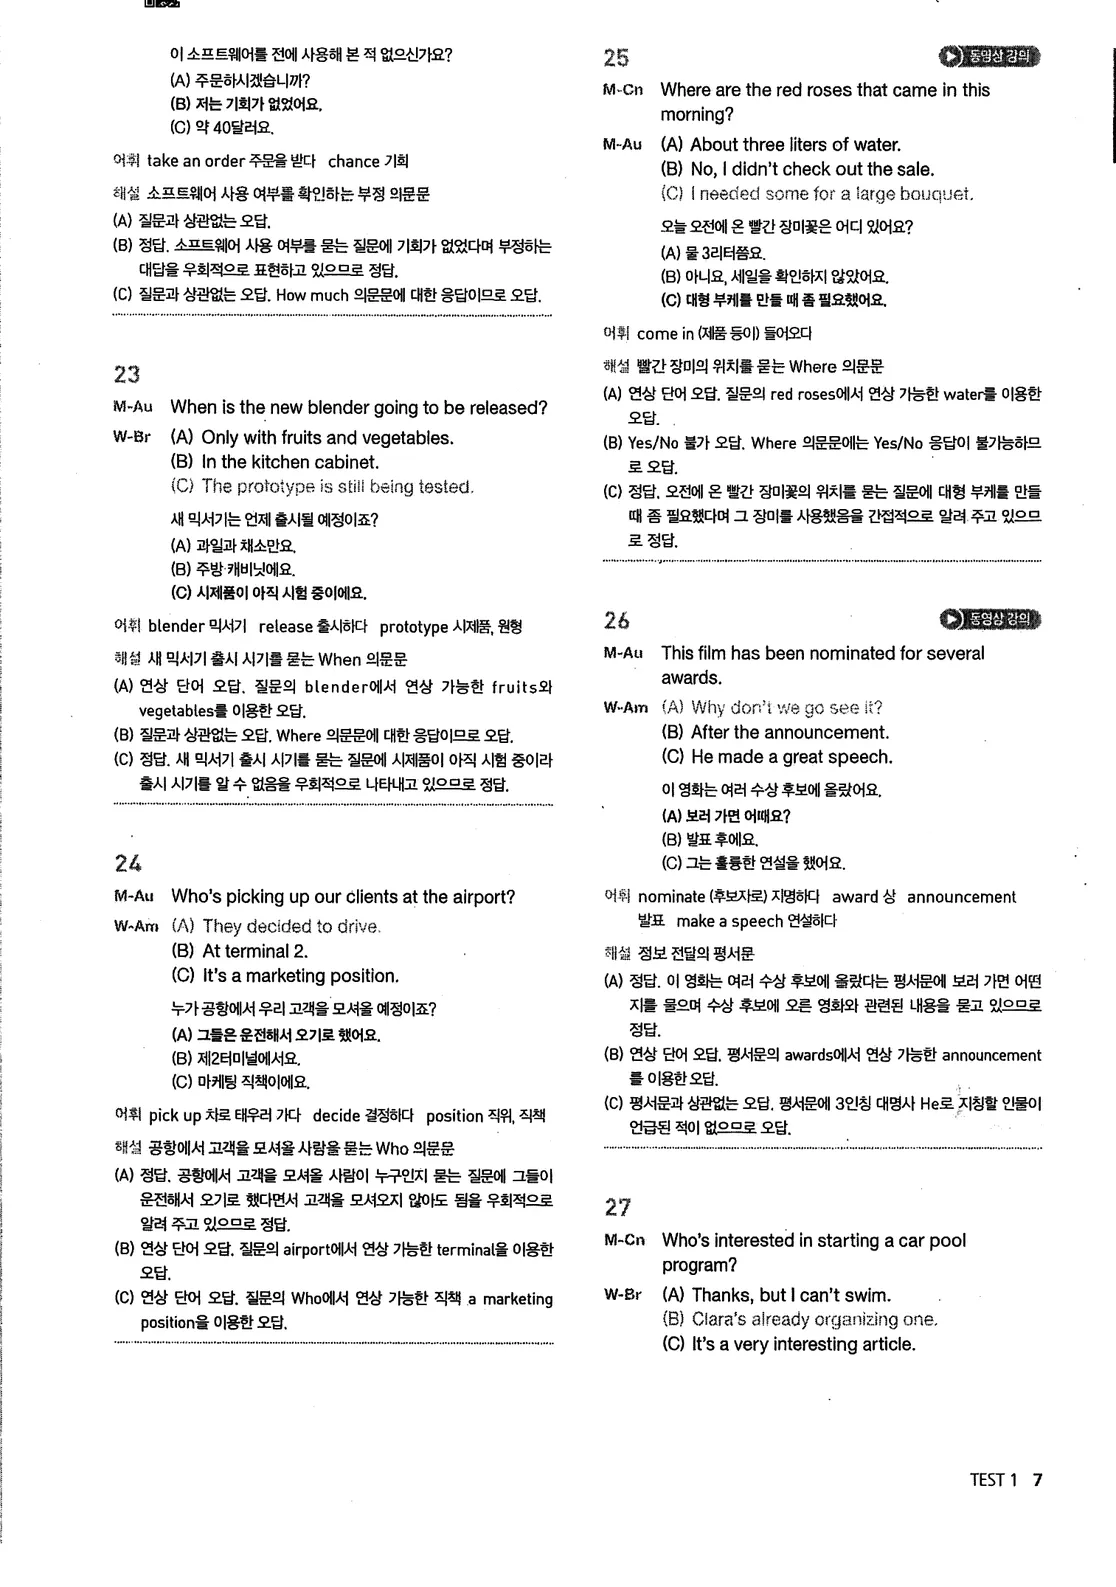 이 소프트웨어를 전에 사용해 본 적 없으신가요?
(A) 주문하시겠습니까?
(B) 저는 기회가 없었어요.
(C) 약 40달러요.
어휘 take an order 주문을 받다 chance 기회
해설 소프트웨어 사용 여부를 확인하는 부정 의문문
(A) 질문과 상관없는 오답.
(B) 정답. 소프트웨어 사용 여부를 묻는 질문에 기회가 없었다며 부정하는
대답을 우회적으로 표현하고 있으므로 정답.
(C) 질문과 상관없는 오답. How much 의문문에 대한 응답이므로 오답.
23
M-Au When is the new blender going to be released?
W-Br (A) Only with fruits and vegetables.
(B) In the kitchen cabinet.
(C) The prototype is still being tested.
새 믹서기는 언제 출시될 예정이죠?
(A) 과일과 채소만요.
(B) 주방 캐비닛에요.
(C) 시제품이 아직 시험 중이에요.
어휘 blender 믹서기 release 출시하다 prototype 시제품, 원형
해설 새 믹서기 출시 시기를 묻는 When 의문문
(A) 연상 단어 오답. 질문의 blender에서 연상 가능한 fruits와
vegetables를 이용한 오답.
(B) 질문과 상관없는 오답. Where 의문문에 대한 응답이므로 오답.
(C) 정답. 새 믹서기 출시 시기를 묻는 질문에 시제품이 아직 시험 중이라
출시 시기를 알 수 없음을 우회적으로 나타내고 있으므로 정답.
24
M-Au Who's picking up our clients at the airport?
W-Am (A) They decided to drive.
(B) At terminal 2.
(C) It's a marketing position.
누가 공항에서 우리 고객을 모셔올 예정이죠?
(A) 그들은 운전해서 오기로 했어요.
(B) 제2터미널에서요.
(C) 마케팅 직책이에요.
어휘 pick up 차로 태우러 가다 decide 결정하다 position 직위, 직책
해설 공항에서 고객을 모셔올 사람을 묻는 Who 의문문
(A) 정답. 공항에서 고객을 모셔올 사람이 누구인지 묻는 질문에 그들이
운전해서 오기로 했다면서 고객을 모셔오지 않아도 됨을 우회적으로
알려 주고 있으므로 정답.
(B) 연상 단어 오답. 질문의 airport에서 연상 가능한 terminal을 이용한
오답.
(C) 연상 단어 오답. 질문의 Who에서 연상 가능한 직책 a marketing
position을 이용한 오답.
25 동영상 강의
M-Cn Where are the red roses that came in this
morning?
M-Au (A) About three liters of water.
(B) No, I didn't check out the sale.
(C) I needed some for a large bouquet.
오늘 오전에 온 빨간 장미꽃은 어디 있어요?
(A) 물 3리터쯤요.
(B) 아니요, 세일을 확인하지 않았어요.
(C) 대형 부케를 만들 때 좀 필요했어요.
어휘 come in (제품 등이) 들어오다
해설 빨간 장미의 위치를 묻는 Where 의문문
(A) 연상 단어 오답. 질문의 red roses에서 연상 가능한 water를 이용한
오답.
(B) Yes/No 불가 오답. Where 의문문에는 Yes/No 응답이 불가능하므
로 오답.
(C) 정답. 오전에 온 빨간 장미꽃의 위치를 묻는 질문에 대형 부케를 만들
때 좀 필요했다며 그 장미를 사용했음을 간접적으로 알려 주고 있으므
로 정답.
26 동영상 강의
M-Au This film has been nominated for several
awards.
W-Am (A) Why don't we go see it?
(B) After the announcement.
(C) He made a great speech.
이 영화는 여러 수상 후보에 올랐어요.
(A) 보러 가면 어때요?
(B) 발표 후에요.
(C) 그는 훌륭한 연설을 했어요.
어휘 nominate (후보자로) 지명하다 award 상 announcement
발표 make a speech 연설하다
해설 정보 전달의 평서문
(A) 정답. 이 영화는 여러 수상 후보에 올랐다는 평서문에 보러 가면 어떤
지를 물으며 수상 후보에 오른 영화와 관련된 내용을 묻고 있으므로
정답.
(B) 연상 단어 오답. 평서문의 awards에서 연상 가능한 announcement
를 이용한 오답.
(C) 평서문과 상관없는 오답. 평서문에 3인칭 대명사 He로 지칭할 인물이
언급된 적이 없으므로 오답.
27
M-Cn Who's interested in starting a car pool
program?
W-Br (A) Thanks, but I can't swim.
(B) Clara's already organizing one.
(C) It's a very interesting article.
TEST 1 7